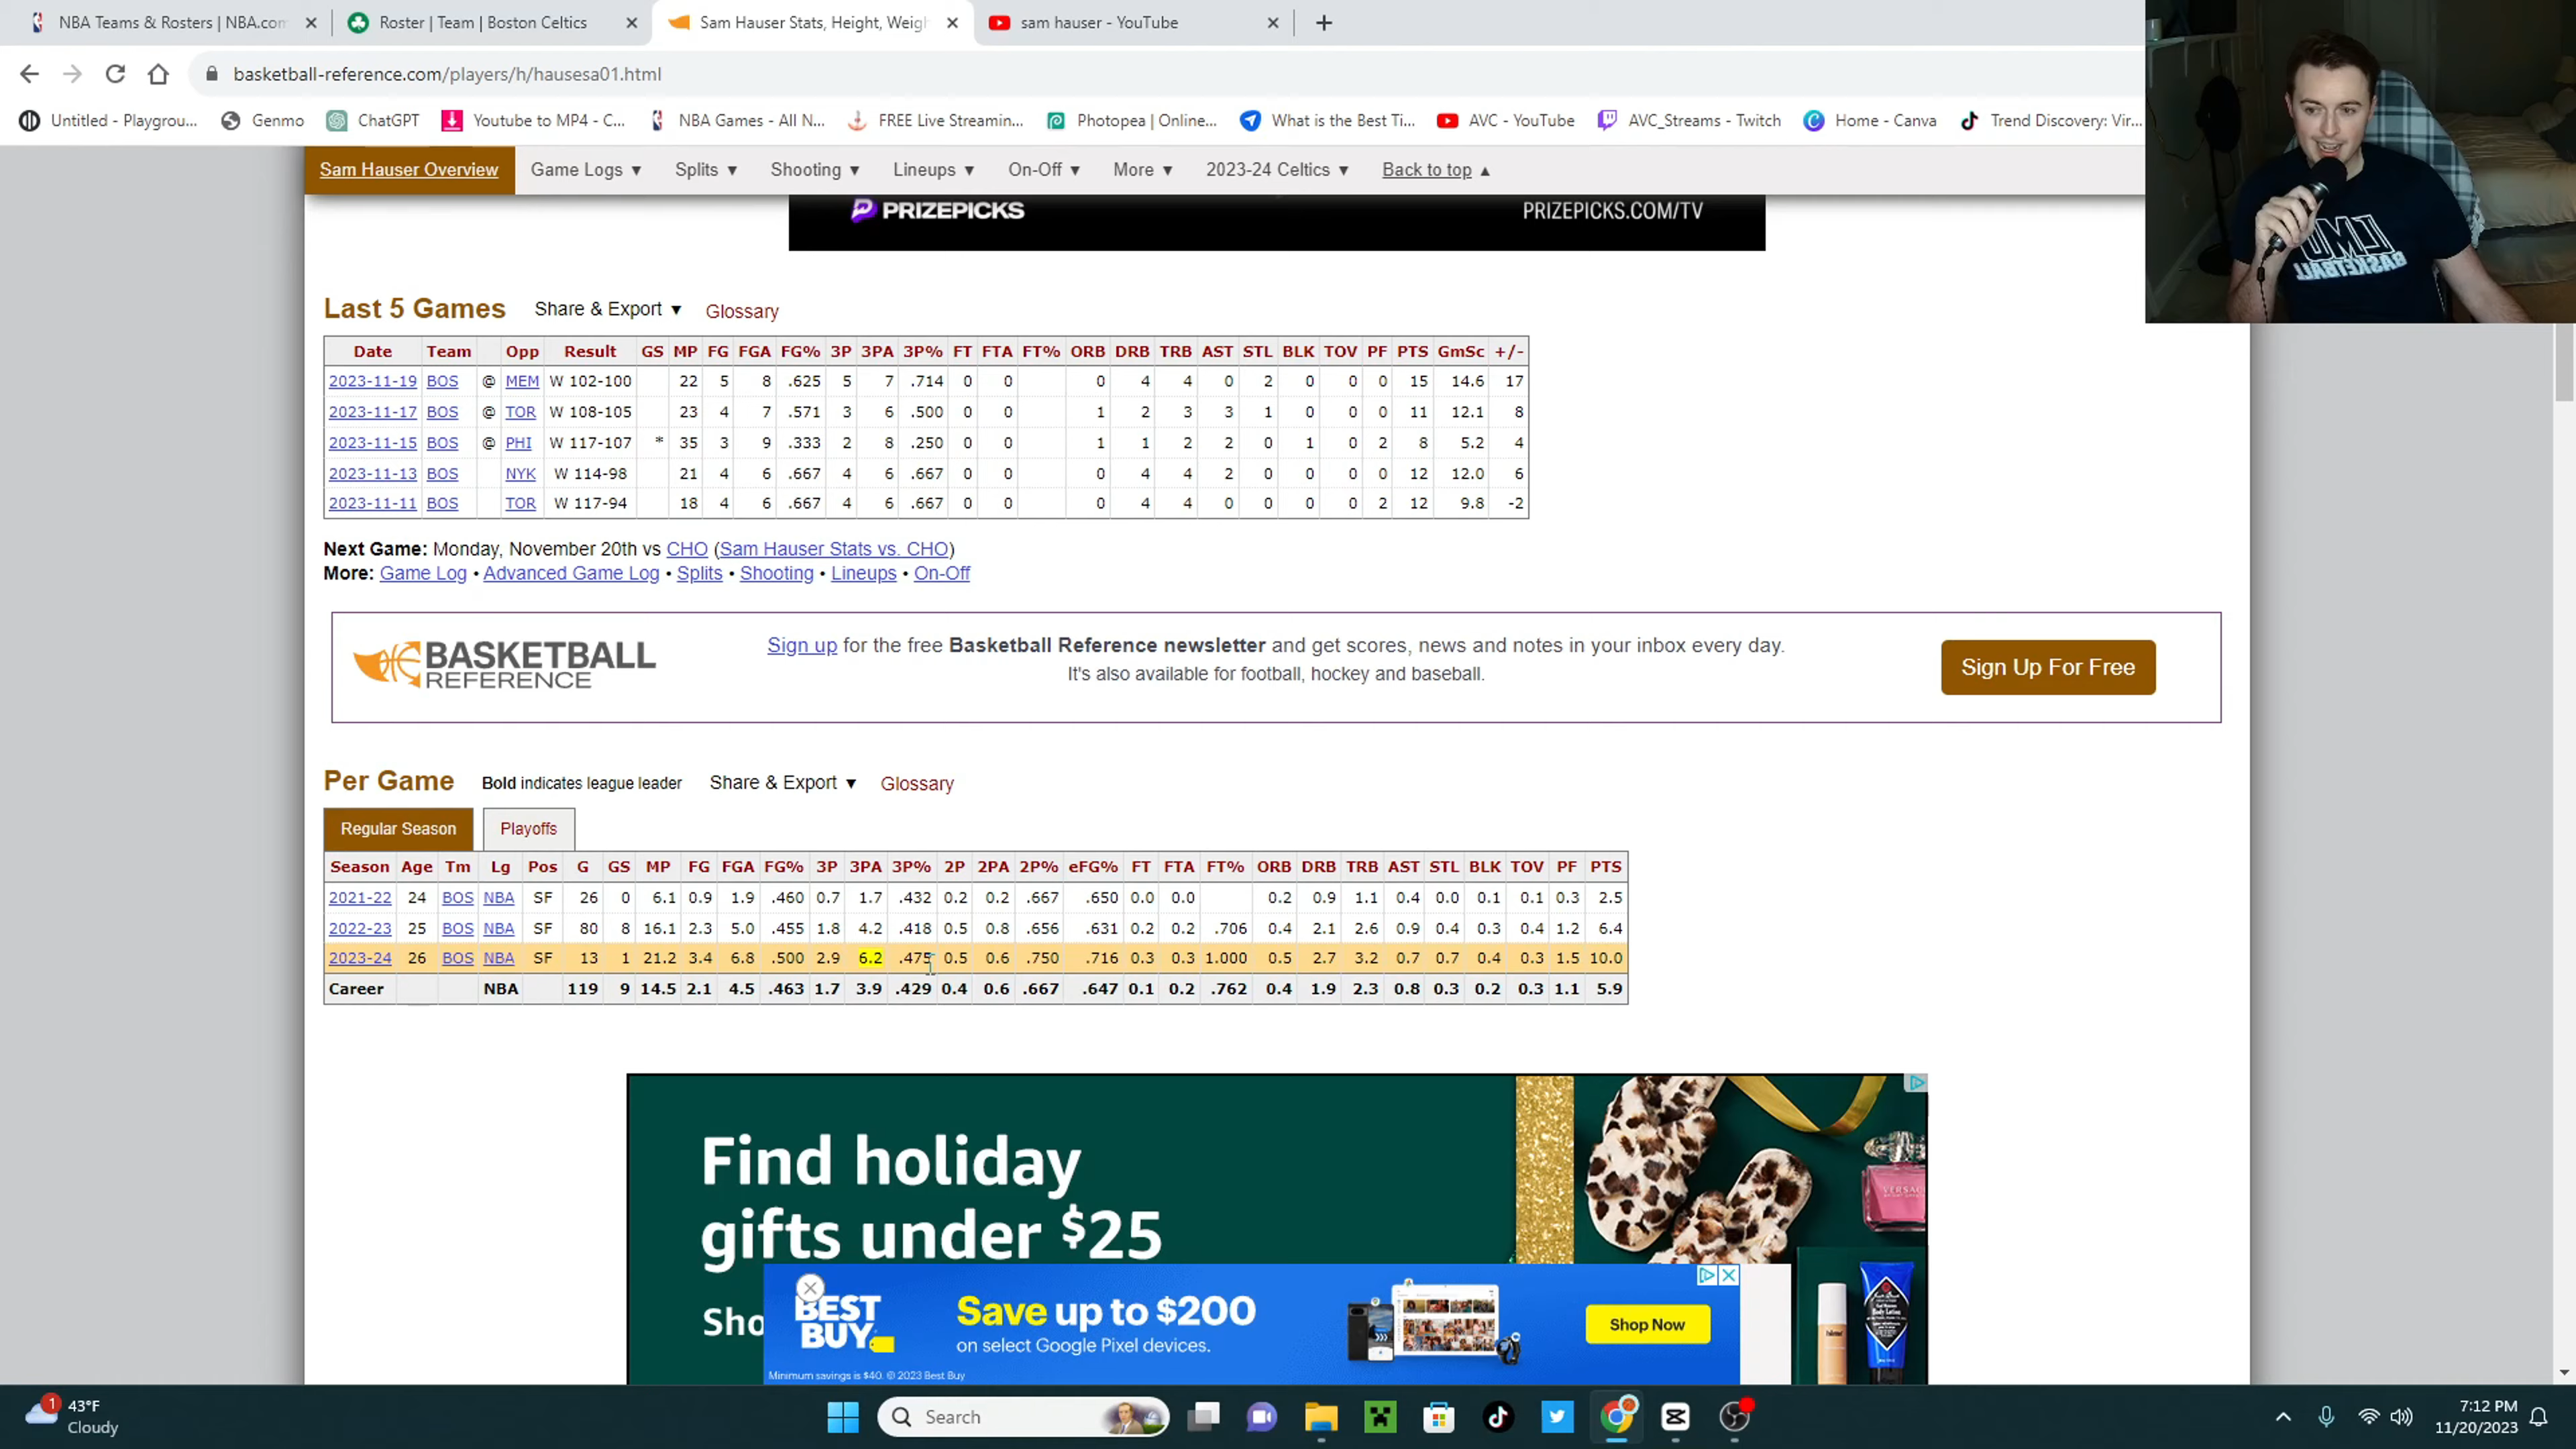 NBA Teams & Rosters | NBA.com
Roster | Team | Boston Celtics
Sam Hauser Stats, Height, Weigh
sam hauser - YouTube
basketball-reference.com/players/h/hausesa01.html
Untitled - Playgrou...
Genmo
ChatGPT
Youtube to MP4 - C...
NBA Games - All N...
FREE Live Streamin...
Photopea | Online...
What is the Best Ti...
AVC - YouTube
AVC_Streams - Twitch
Home - Canva
Trend Discovery: Vir...
Sam Hauser Overview
Game Logs ▼
Splits ▼
Shooting ▼
Lineups ▼
On-Off ▼
More ▼
2023-24 Celtics ▼
Back to top ▲
LMU
BASKETBALL
PRIZEPICKS
PRIZEPICKS.COM/TV
Last 5 Games Share & Export ▼ Glossary
Date Team Opp Result GS MP FG FGA FG% 3P 3PA 3P% FT FTA FT% ORB DRB TRB AST STL BLK TOV PF PTS GmSc +/-
2023-11-19 BOS @ MEM W 102-100 22 5 8 .625 5 7 .714 0 0 0 4 4 0 2 0 0 0 15 14.6 17
2023-11-17 BOS @ TOR W 108-105 23 4 7 .571 3 6 .500 0 0 1 2 3 3 1 0 0 0 11 12.1 8
2023-11-15 BOS @ PHI W 117-107 * 35 3 9 .333 2 8 .250 0 0 1 1 2 2 0 1 0 2 8 5.2 4
2023-11-13 BOS NYK W 114-98 21 4 6 .667 4 6 .667 0 0 0 4 4 2 0 0 0 0 12 12.0 6
2023-11-11 BOS TOR W 117-94 18 4 6 .667 4 6 .667 0 0 0 4 4 0 0 0 0 2 12 9.8 -2
Next Game: Monday, November 20th vs CHO (Sam Hauser Stats vs. CHO)
More: Game Log • Advanced Game Log • Splits • Shooting • Lineups • On-Off
BASKETBALL
REFERENCE
Sign up for the free Basketball Reference newsletter and get scores, news and notes in your inbox every day.
It's also available for football, hockey and baseball.
Sign Up For Free
Per Game Bold indicates league leader Share & Export ▼ Glossary
Regular Season
Playoffs
Season Age Tm Lg Pos G GS MP FG FGA FG% 3P 3PA 3P% 2P 2PA 2P% eFG% FT FTA FT% ORB DRB TRB AST STL BLK TOV PF PTS
2021-22 24 BOS NBA SF 26 0 6.1 0.9 1.9 .460 0.7 1.7 .432 0.2 0.2 .667 .650 0.0 0.0 0.2 0.9 1.1 0.4 0.0 0.1 0.1 0.3 2.5
2022-23 25 BOS NBA SF 80 8 16.1 2.3 5.0 .455 1.8 4.2 .418 0.5 0.8 .656 .631 0.2 0.2 .706 0.4 2.1 2.6 0.9 0.4 0.3 0.4 1.2 6.4
2023-24 26 BOS NBA SF 13 1 21.2 3.4 6.8 .500 2.9 6.2 .475 0.5 0.6 .750 .716 0.3 0.3 1.000 0.5 2.7 3.2 0.7 0.7 0.4 0.3 1.5 10.0
Career NBA 119 9 14.5 2.1 4.5 .463 1.7 3.9 .429 0.4 0.6 .667 .647 0.1 0.2 .762 0.4 1.9 2.3 0.8 0.3 0.2 0.3 1.1 5.9
Find holiday
gifts under $25
Sho
VERSAC
BEST
BUY
Save up to $200
on select Google Pixel devices.
Minimum savings is $40. © 2023 Best Buy
Shop Now
1
43°F
Cloudy
Search
7:12 PM
11/20/2023